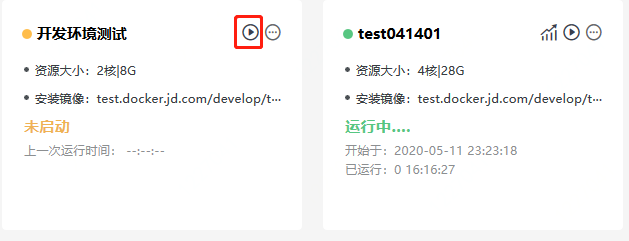 开发环境测试
资源大小：2核|8G
安装镜像：test.docker.jd.com/develop/t···
未启动
上一次运行时间： --:--:--
test041401
资源大小：4核|28G
安装镜像：test.docker.jd.com/develop/t···
运行中....
开始于：2020-05-11 23:23:18
已运行：0 16:16:27